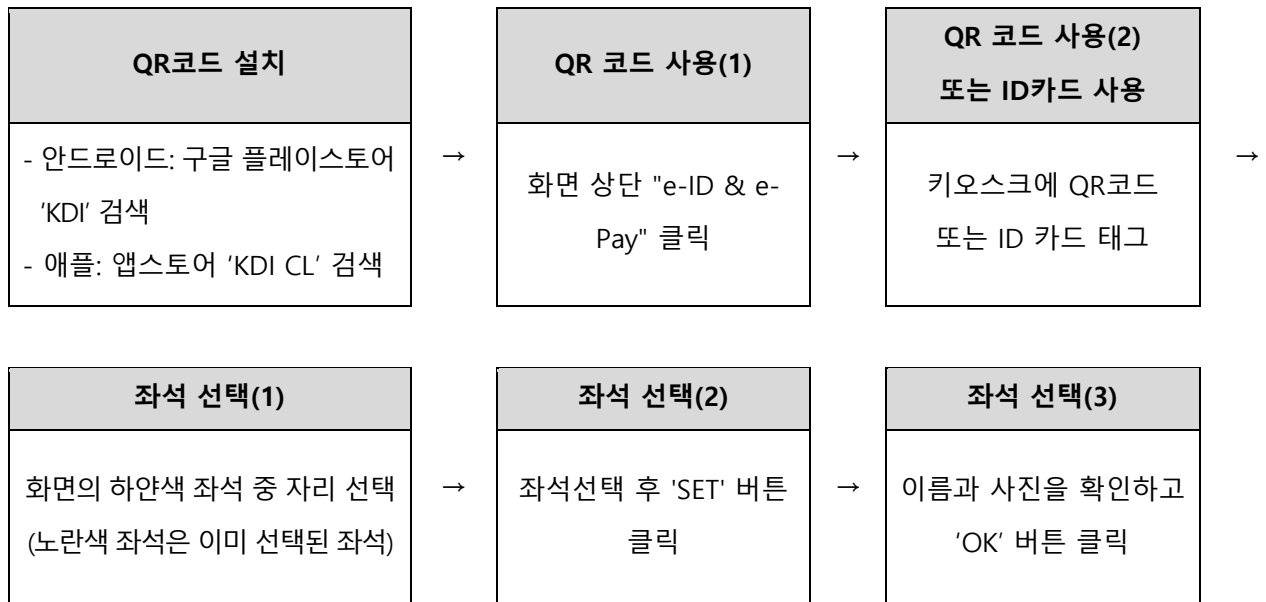 QR코드 설치
- 안드로이드: 구글 플레이스토어
'KDI' 검색
- 애플: 앱스토어 'KDI CL' 검색
→
QR 코드 사용(1)
화면 상단 "e-ID & e-
Pay" 클릭
→
QR 코드 사용(2)
또는 ID카드 사용
키오스크에 QR코드
또는 ID 카드 태그
→
좌석 선택(1)
화면의 하얀색 좌석 중 자리 선택
(노란색 좌석은 이미 선택된 좌석)
→
좌석 선택(2)
좌석선택 후 'SET' 버튼
클릭
→
좌석 선택(3)
이름과 사진을 확인하고
'OK' 버튼 클릭